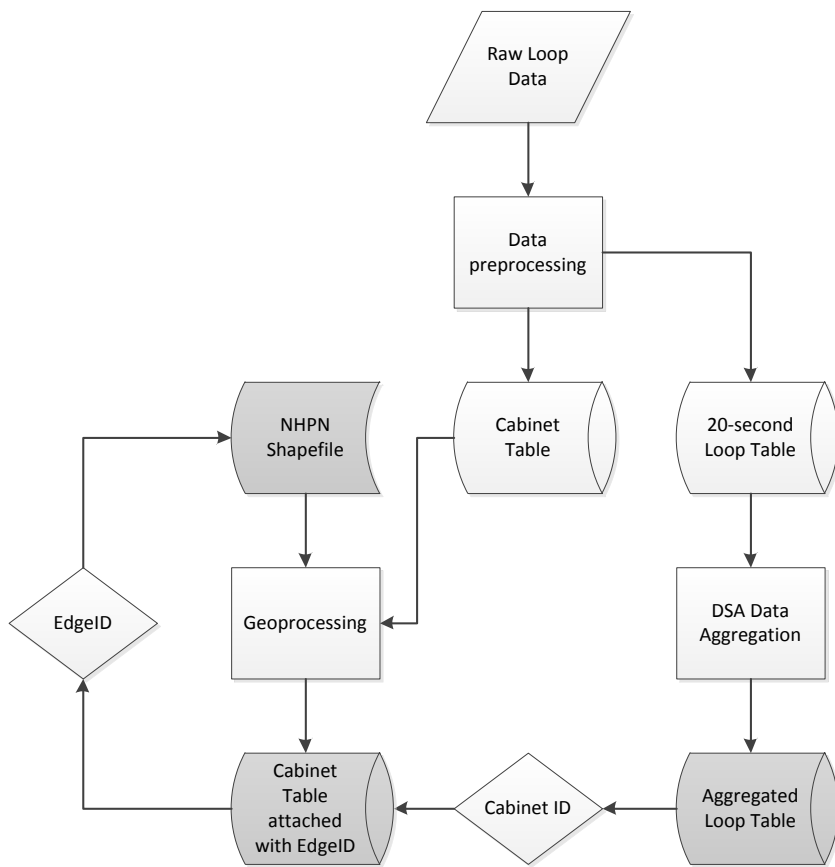 Raw Loop
Data
Data
preprocessing
NHPN
Shapefile
Cabinet
Table
20-second
Loop Table
EdgeID
Geoprocessing
DSA Data
Aggregation
Cabinet
Table
attached
with EdgeID
Cabinet ID
Aggregated
Loop Table